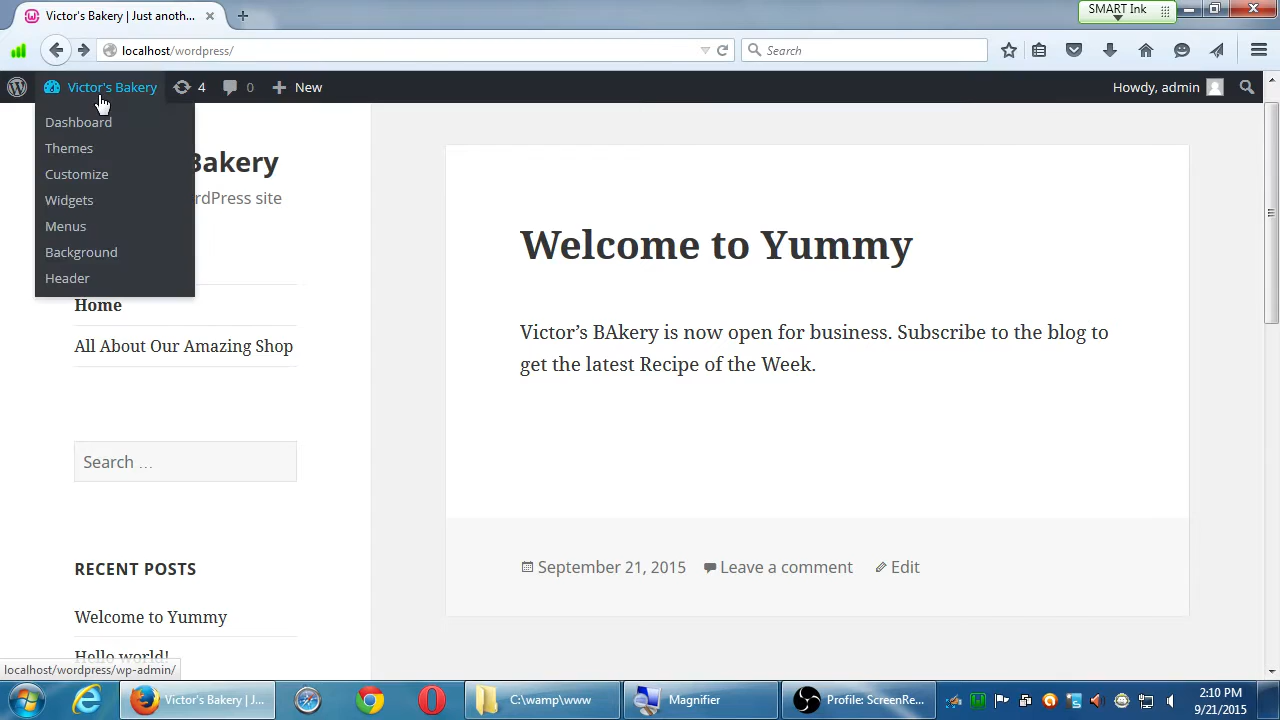 Victor's Bakery | Just anoth...
SMART Ink
localhost/wordpress/
Search
Victor's Bakery
4
0
New
Howdy, admin
Dashboard
Themes
Customize
Widgets
Menus
Background
Header
Bakery
rdPress site
Home
All About Our Amazing Shop
Search …
RECENT POSTS
Welcome to Yummy
Hello world!
Welcome to Yummy
Victor’s BAkery is now open for business. Subscribe to the blog to
get the latest Recipe of the Week.
September 21, 2015
Leave a comment
Edit
localhost/wordpress/wp-admin/
Victor's Bakery | J...
C:\wamp\www
Magnifier
Profile: ScreenRe...
2:10 PM
9/21/2015